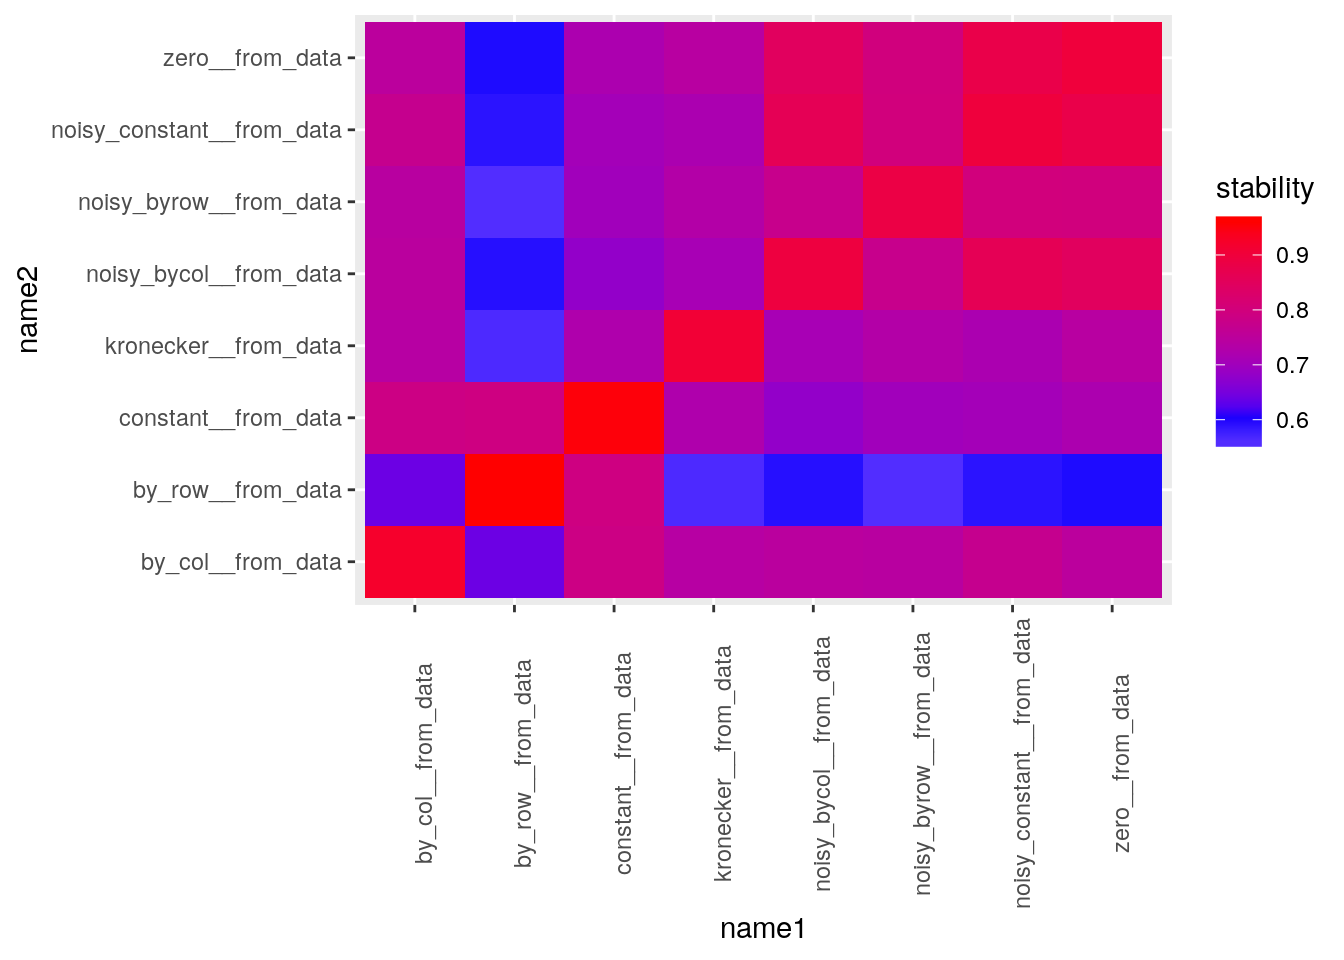 zero__from_data
noisy_constant__from_data
noisy_byrow__from_data
noisy_bycol__from_data
kronecker__from_data
constant__from_data
by_row__from_data
by_col__from_data
name2
by_col__from_data
by_row__from_data
constant__from_data
kronecker__from_data
noisy_bycol__from_data
noisy_byrow__from_data
noisy_constant__from_data
zero__from_data
name1
stability
0.9
0.8
0.7
0.6